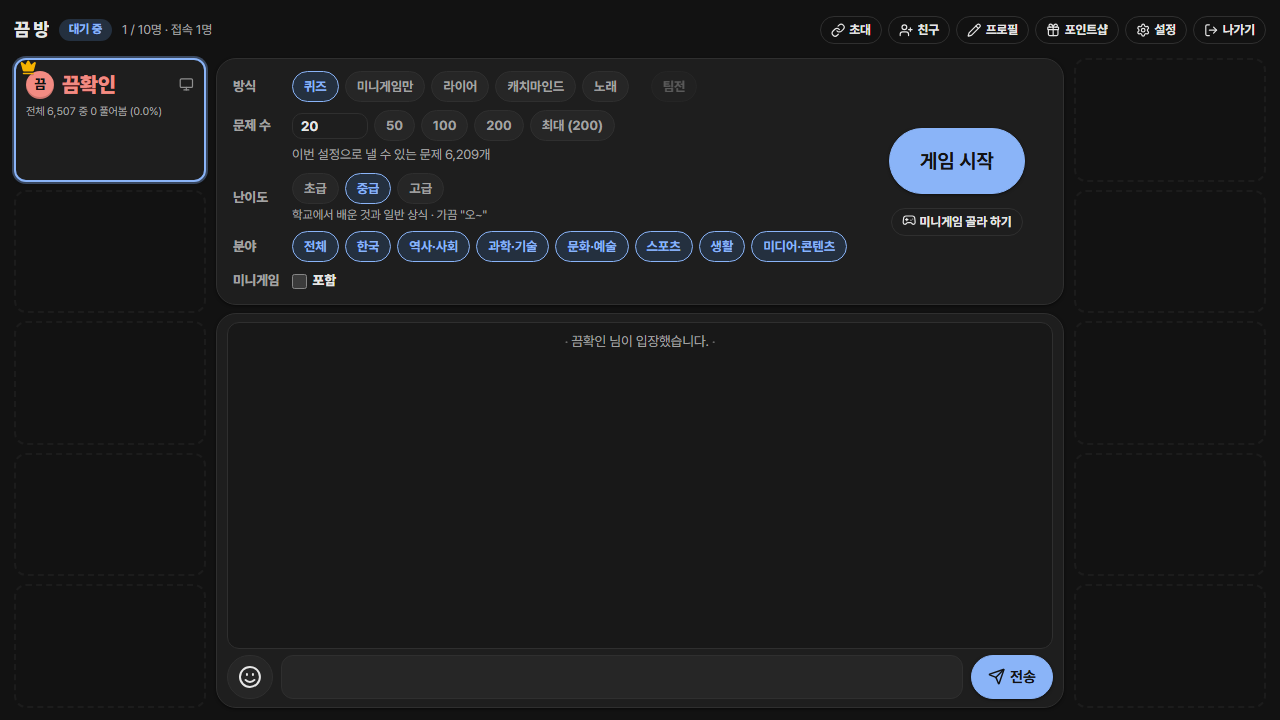 끔 방 대기 중 1 / 10명 · 접속 1명 초대 친구 프로필 포인트샵 설정 나가기
끔 끔확인
전체 6,507 중 0 풀어봄 (0.0%)
방식 퀴즈 미니게임만 라이어 캐치마인드 노래 팀전
문제 수 20 50 100 200 최대 (200)
이번 설정으로 낼 수 있는 문제 6,209개
난이도 초급 중급 고급
학교에서 배운 것과 일반 상식 · 가끔 "오~"
분야 전체 한국 역사·사회 과학·기술 문화·예술 스포츠 생활 미디어·콘텐츠
미니게임 포함
게임 시작
미니게임 골라 하기
· 끔확인 님이 입장했습니다. ·
전송